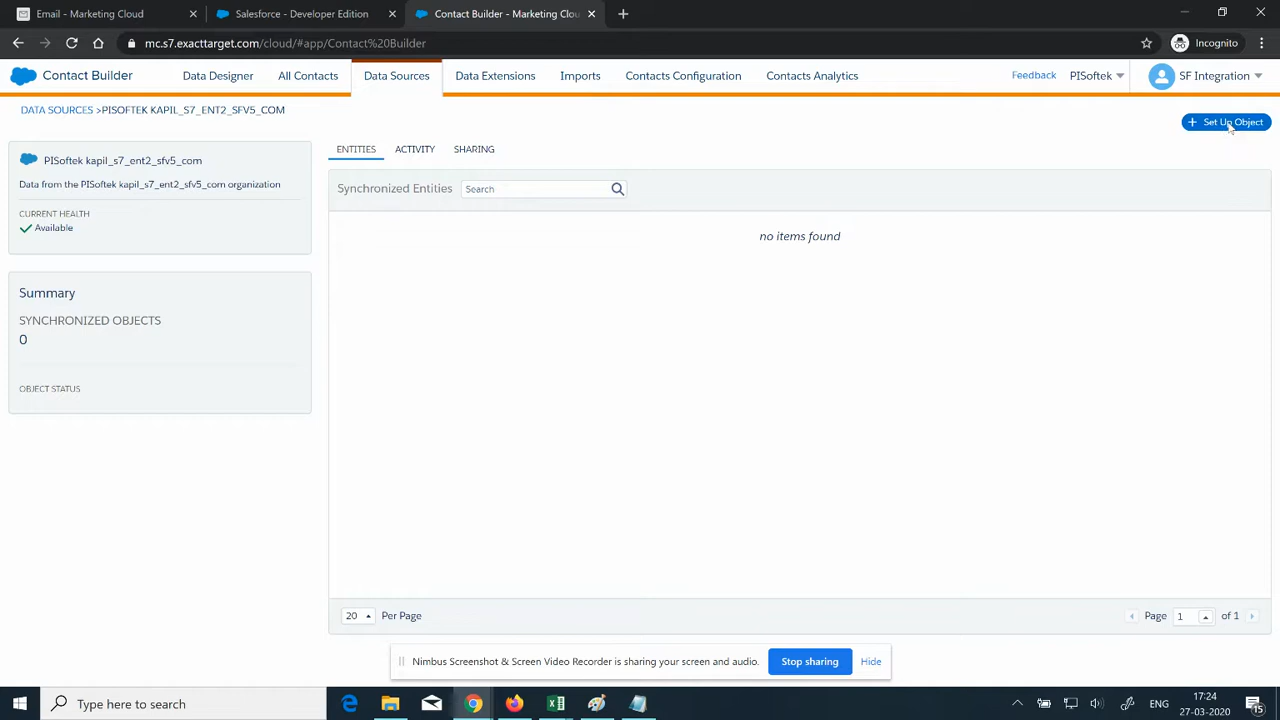 Email - Marketing Cloud
Salesforce - Developer Edition
Contact Builder - Marketing Clou
mc.s7.exacttarget.com/cloud/#app/Contact%20Builder
Incognito
Contact Builder
Data Designer
All Contacts
Data Sources
Data Extensions
Imports
Contacts Configuration
Contacts Analytics
Feedback
PISoftek
SF Integration
DATA SOURCES >PISOFTEK KAPIL_S7_ENT2_SFV5_COM
+ Set Up Object
PISoftek kapil_s7_ent2_sfv5_com
Data from the PISoftek kapil_s7_ent2_sfv5_com organization
CURRENT HEALTH
Available
Summary
SYNCHRONIZED OBJECTS
0
OBJECT STATUS
ENTITIES
ACTIVITY
SHARING
Synchronized Entities
Search
no items found
20
Per Page
Page
1
of 1
Nimbus Screenshot & Screen Video Recorder is sharing your screen and audio.
Stop sharing
Hide
Type here to search
ENG
17:24
27-03-2020
15